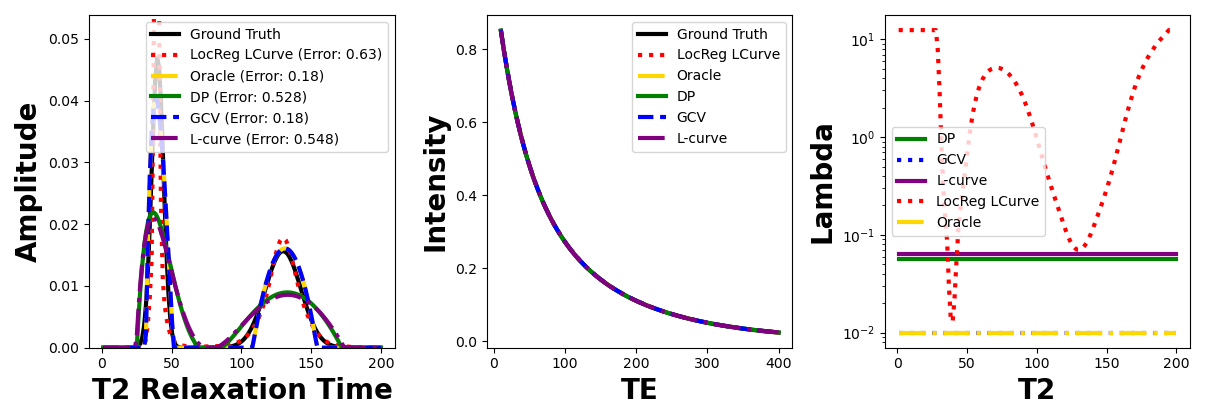 0.05
0.04
0.03
0.02
0.01
0.00
0
50
100
150
200
Amplitude
T2 Relaxation Time
Ground Truth
LocReg LCurve (Error: 0.63)
Oracle (Error: 0.18)
DP (Error: 0.528)
GCV (Error: 0.18)
L-curve (Error: 0.548)
0.8
0.6
0.4
0.2
0.0
0
100
200
300
400
Intensity
TE
Ground Truth
LocReg LCurve
Oracle
DP
GCV
L-curve
10¹
10⁰
10⁻¹
10⁻²
0
50
100
150
200
Lambda
T2
DP
GCV
L-curve
LocReg LCurve
Oracle